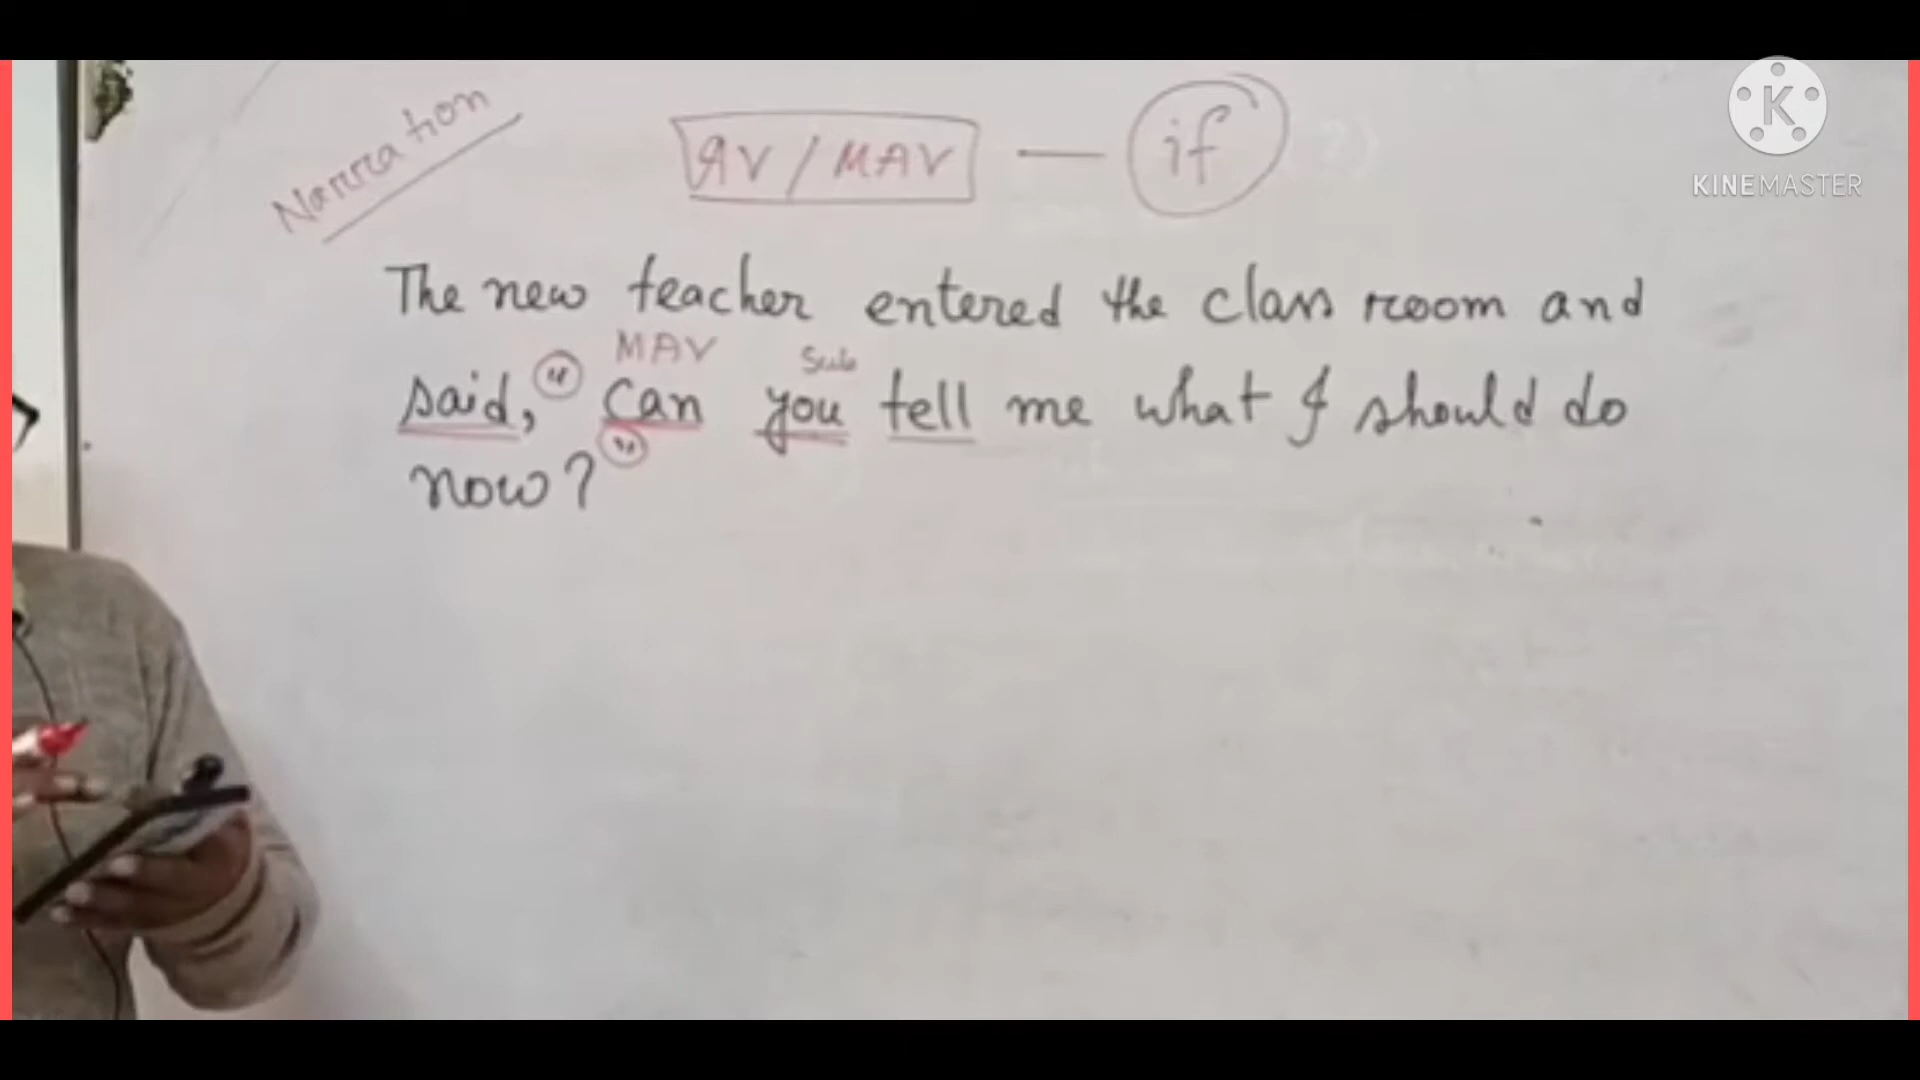 Narration
AV / MAV — if
The new teacher entered the class room and
MAV Sub
said, " can you tell me what I should do
now? "
KINEMASTER